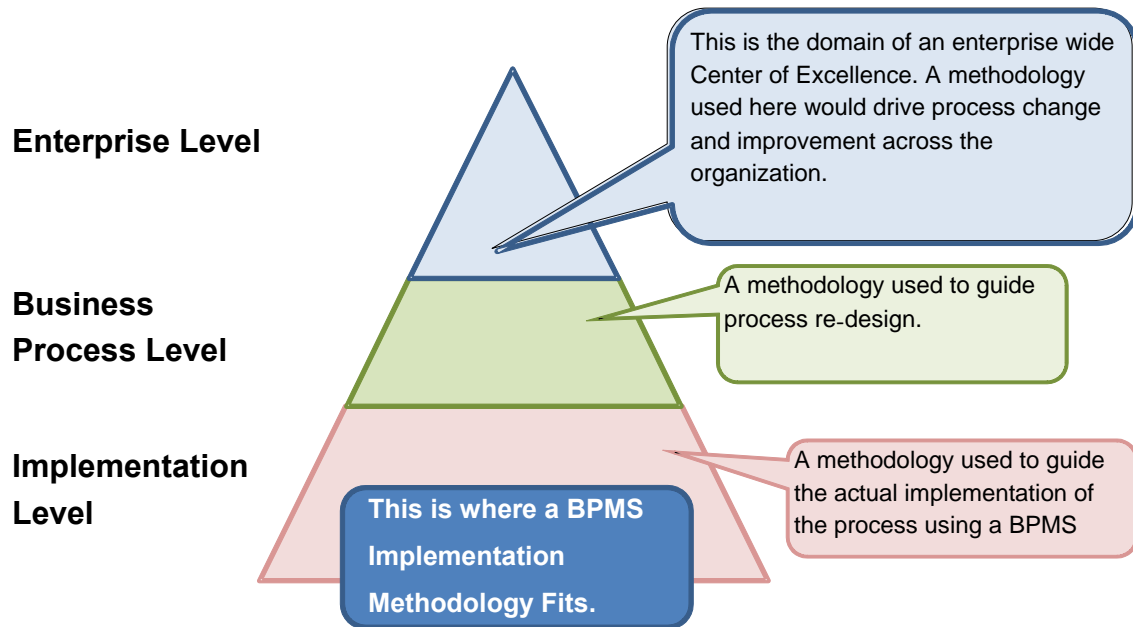 Enterprise Level
This is the domain of an enterprise wide
Center of Excellence. A methodology
used here would drive process change
and improvement across the
organization.
Business
Process Level
A methodology used to guide
process re-design.
Implementation
Level
A methodology used to guide
the actual implementation of
the process using a BPMS
This is where a BPMS
Implementation
Methodology Fits.